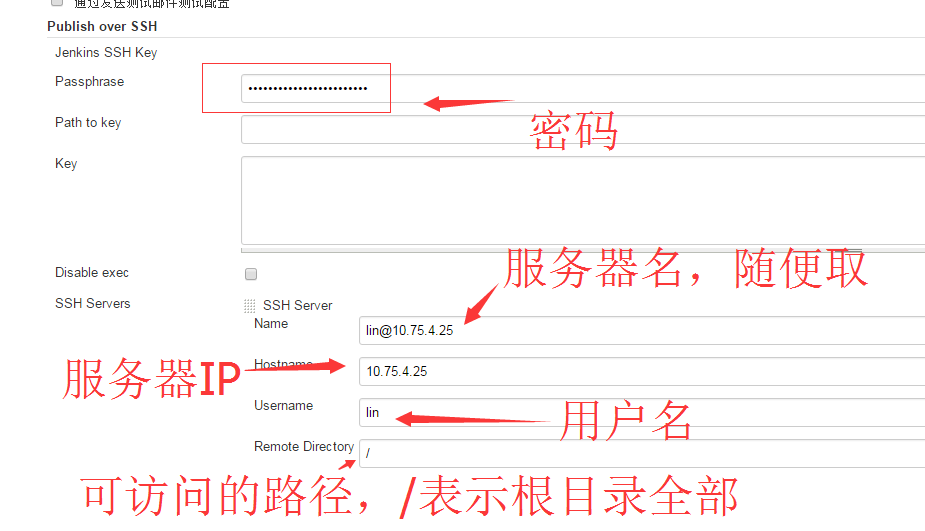 通过发送测试邮件测试配置
Publish over SSH
Jenkins SSH Key
Passphrase
密码
Path to key
Key
Disable exec
服务器名，随便取
SSH Servers
SSH Server
Name
lin@10.75.4.25
服务器IP
Hostname
10.75.4.25
Username
lin
用户名
Remote Directory
/
可访问的路径，/表示根目录全部